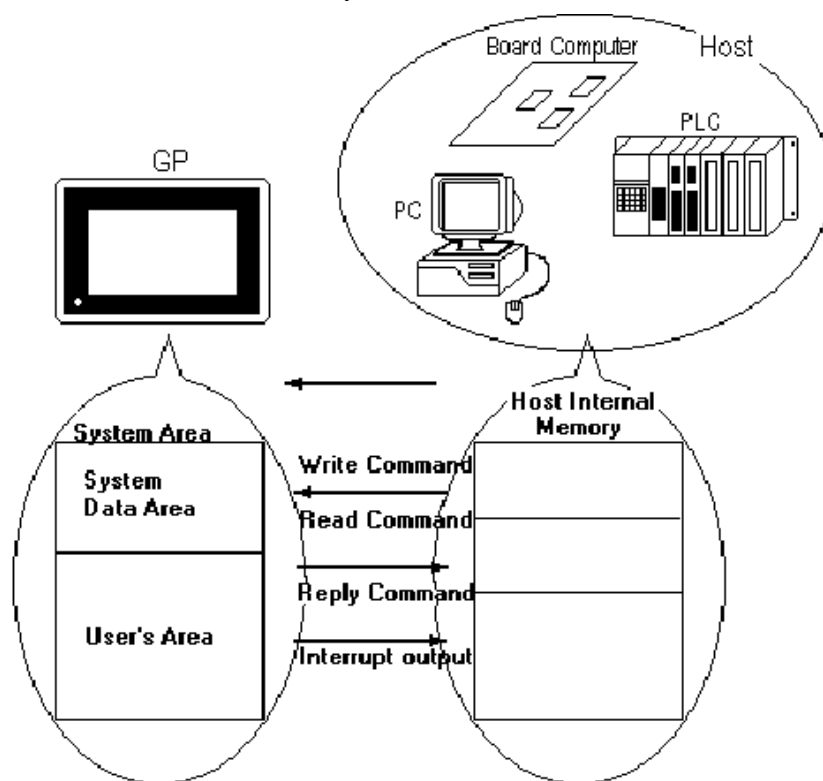 Board Computer
Host
PLC
GP
PC
Host Internal
Memory
System Area
System
Data Area
Write Command
Read Command
Reply Command
User's Area
Interrupt output